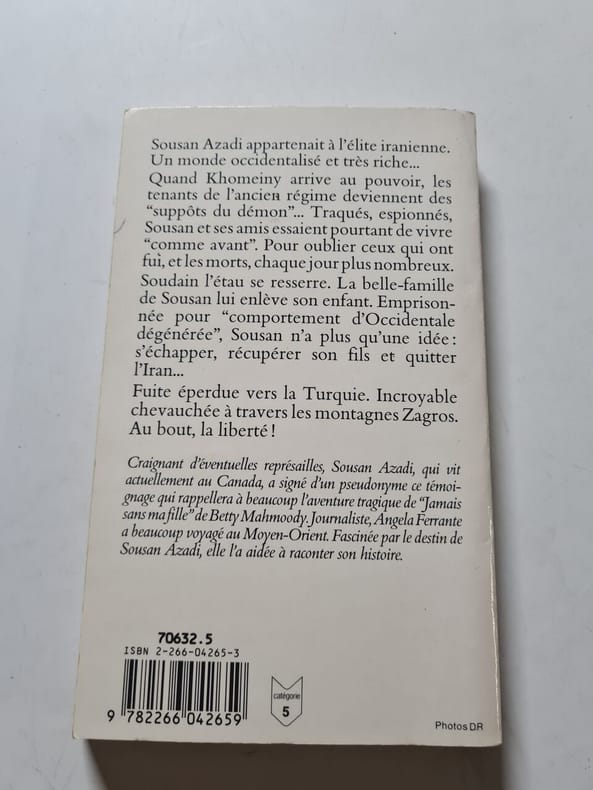 Sousan Azadi appartenait à l'élite iranienne.
Un monde occidentalisé et très riche...
Quand Khomeiny arrive au pouvoir, les
tenants de l'ancien régime deviennent des
“suppôts du démon”... Traqués, espionnés,
Sousan et ses amis essaient pourtant de vivre
“comme avant”. Pour oublier ceux qui ont
fui, et les morts, chaque jour plus nombreux.
Soudain l'étau se resserre. La belle-famille
de Sousan lui enlève son enfant. Emprison-
née pour “comportement d'Occidentale
dégénérée”, Sousan n'a plus qu'une idée :
s'échapper, récupérer son fils et quitter
l'Iran...
Fuite éperdue vers la Turquie. Incroyable
chevauchée à travers les montagnes Zagros.
Au bout, la liberté !
Craignant d'éventuelles représailles, Sousan Azadi, qui vit
actuellement au Canada, a signé d'un pseudonyme ce témoi-
gnage qui rappellera à beaucoup l'aventure tragique de “Jamais
sans ma fille” de Betty Mahmoody. Journaliste, Angela Ferrante
a beaucoup voyagé au Moyen-Orient. Fascinée par le destin de
Sousan Azadi, elle l'a aidée à raconter son histoire.
70632.5
ISBN 2-266-04265-3
9 782266 042659
catégorie
5
Photos D.R